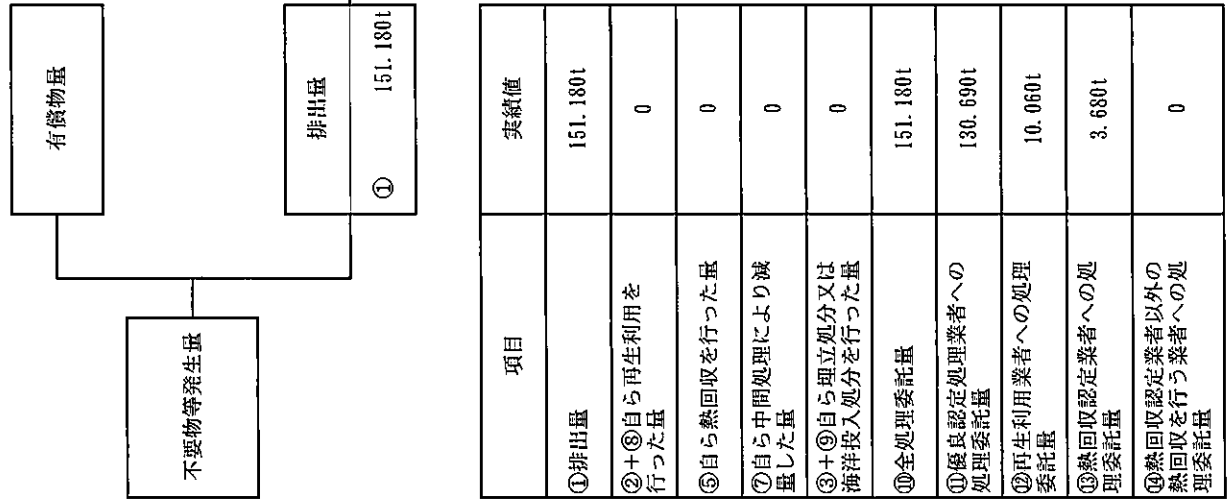 不要物等発生量
有償物量
排出量
① 151.180t
項目 実績値
①排出量 151.180t
②+⑧自ら再生利用を
行った量 0
⑤自ら熱回収を行った量 0
⑦自ら中間処理により減
量した量 0
③+⑨自ら埋立処分又は
海洋投入処分を行った量 0
⑩全処理委託量 151.180t
⑪優良認定処理業者への
処理委託量 130.690t
⑫再生利用業者への処理
委託量 10.060t
⑬熱回収認定業者への処
理委託量 3.680t
⑭熱回収認定業者以外の
熱回収を行う業者への処
理委託量 0